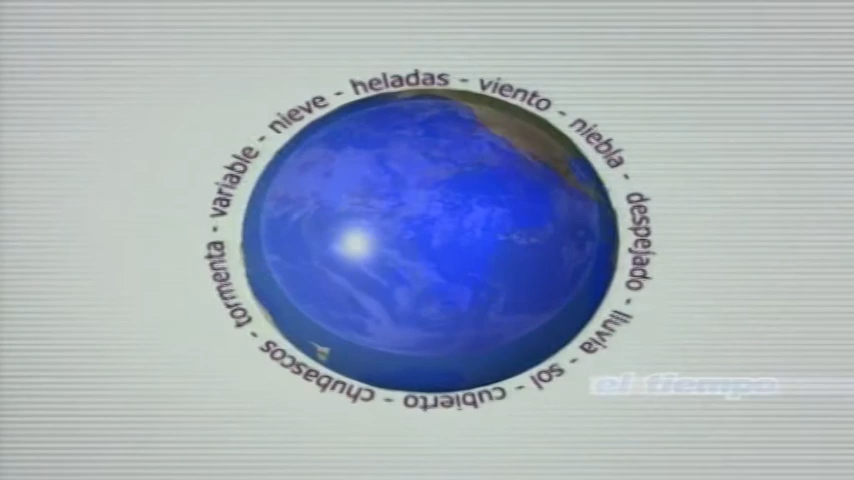 heladas - viento - niebla - despejado - lluvia - sol - cubierto - chubascos - tormenta - variable - nieve -
el tiempo